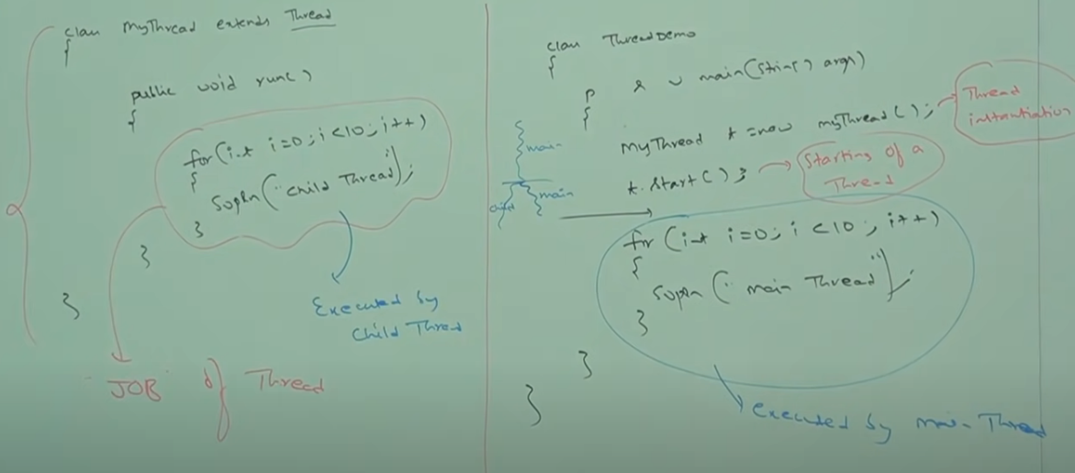 class MyThread extends Thread
{
public void run()
{
for(int i=0; i<10; i++)
{
Sopln("child Thread");
}
}
}
Executed by
Child Thread
"JOB" of Thread
class ThreadDemo
{
p s v main(String[] args)
{
MyThread t=new MyThread();
Thread
instantiation
t.start();
Starting of a
Thread
main
main
child
for (int i=0; i<10; i++)
{
Sopln("main Thread");
}
}
}
executed by main Thread